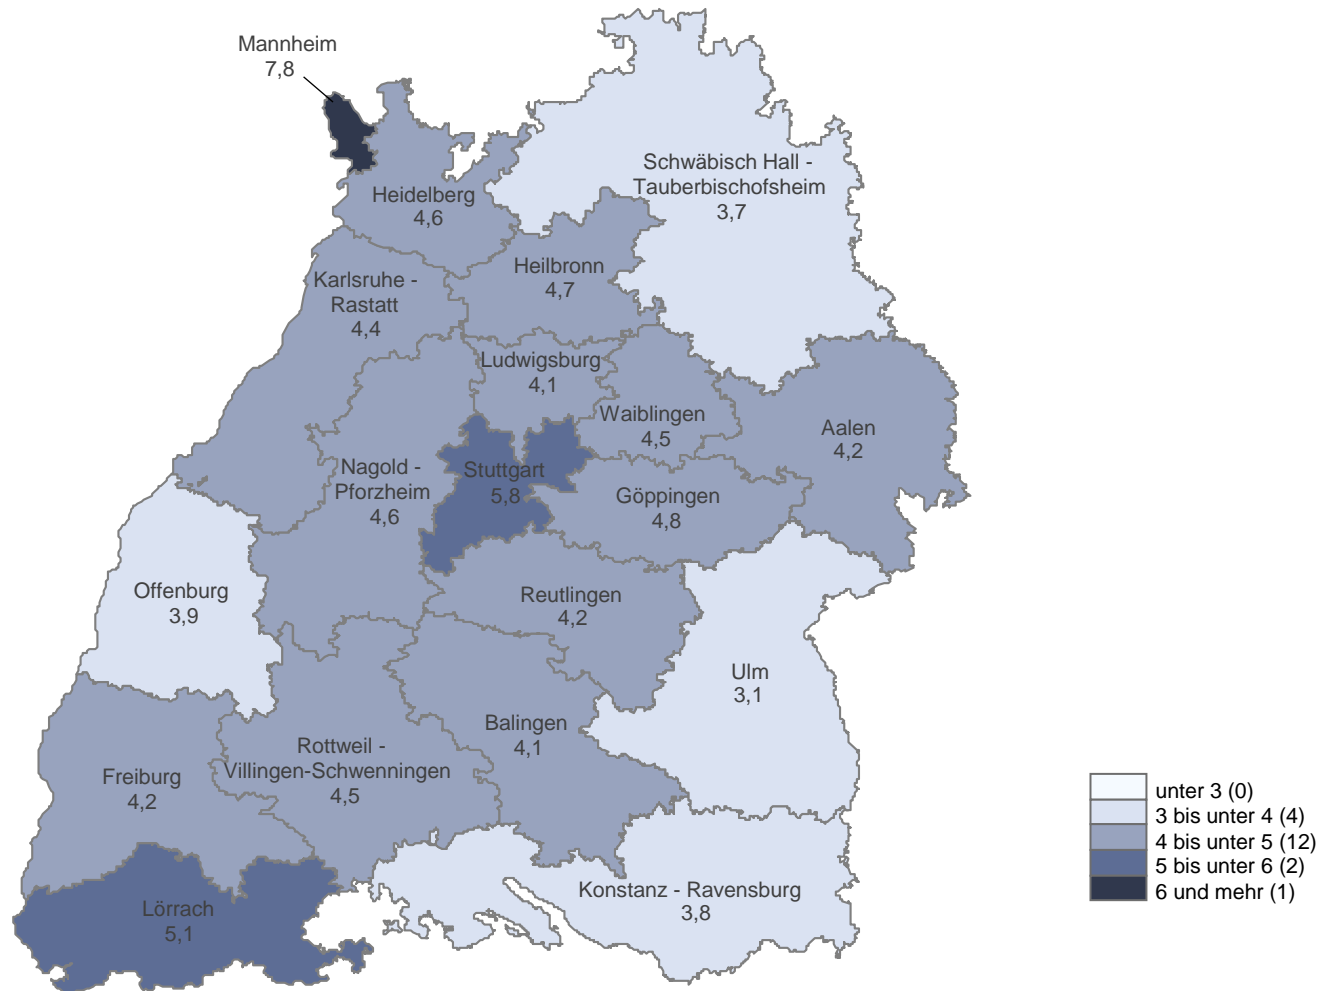 Mannheim
7,8
Schwäbisch Hall -
Tauberbischofsheim
3,7
Heidelberg
4,6
Heilbronn
4,7
Karlsruhe -
Rastatt
4,4
Ludwigsburg
4,1
Waiblingen
4,5
Aalen
4,2
Nagold -
Pforzheim
4,6
Stuttgart
5,8
Göppingen
4,8
Offenburg
3,9
Reutlingen
4,2
Ulm
3,1
Balingen
4,1
Rottweil -
Villingen-Schwenningen
4,5
Freiburg
4,2
Konstanz - Ravensburg
3,8
Lörrach
5,1
unter 3 (0)
3 bis unter 4 (4)
4 bis unter 5 (12)
5 bis unter 6 (2)
6 und mehr (1)